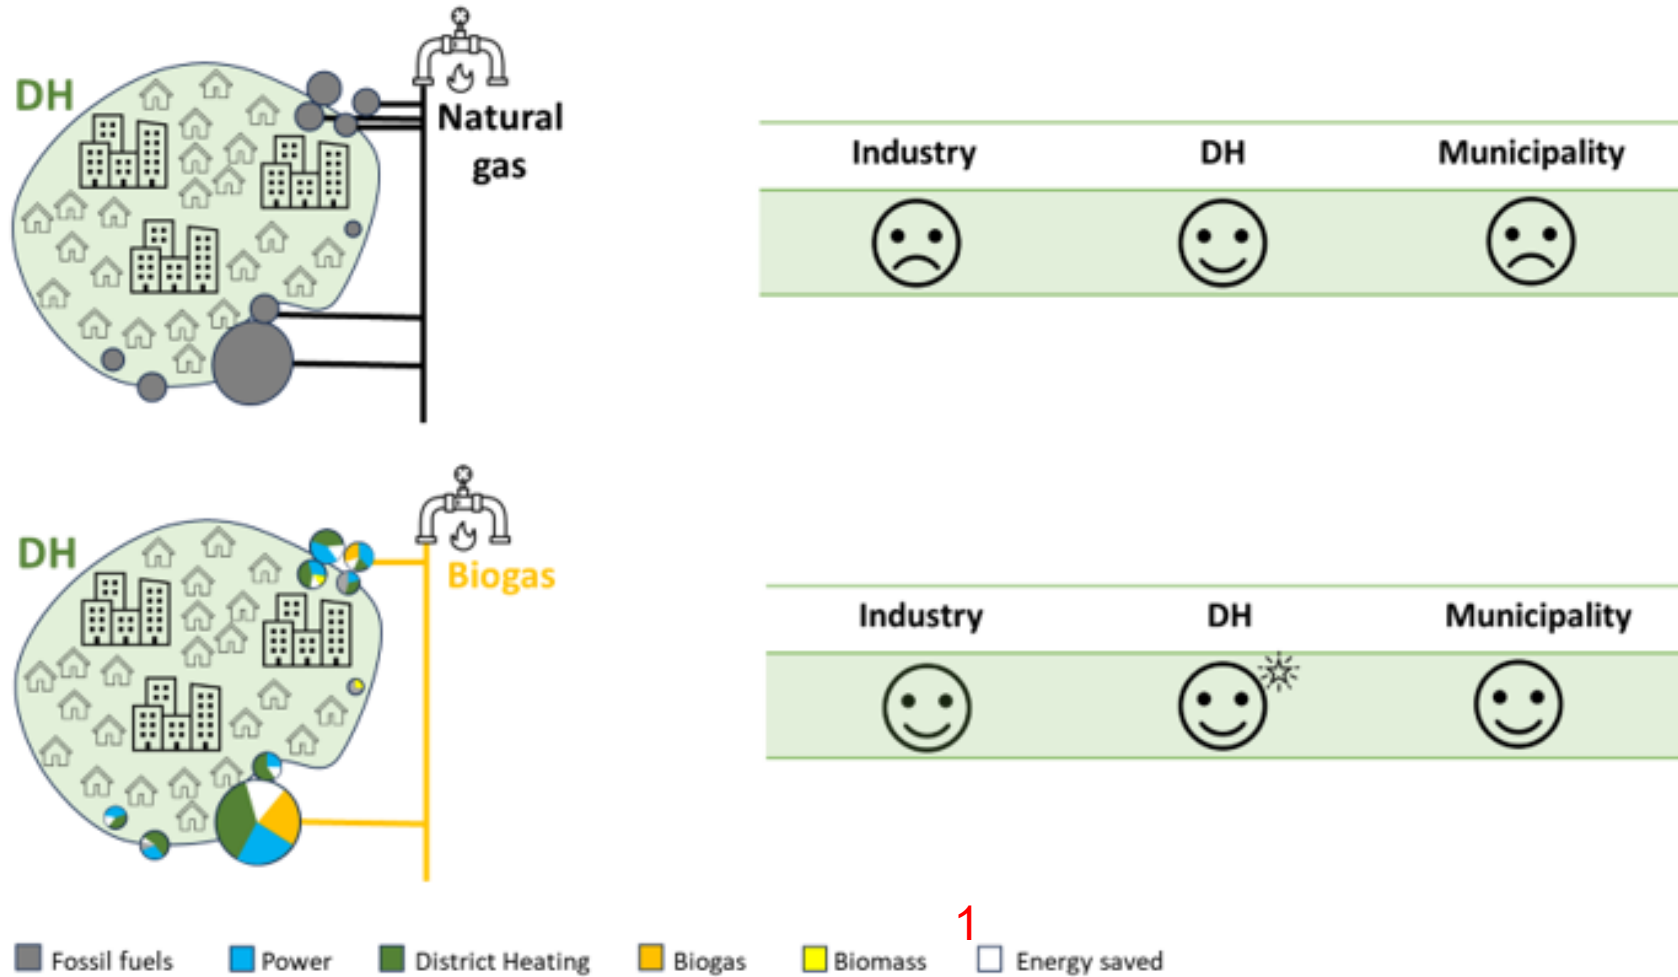 DH
Natural
gas
Industry DH Municipality
DH
Biogas
Industry DH Municipality
1
Fossil fuels Power District Heating Biogas Biomass Energy saved